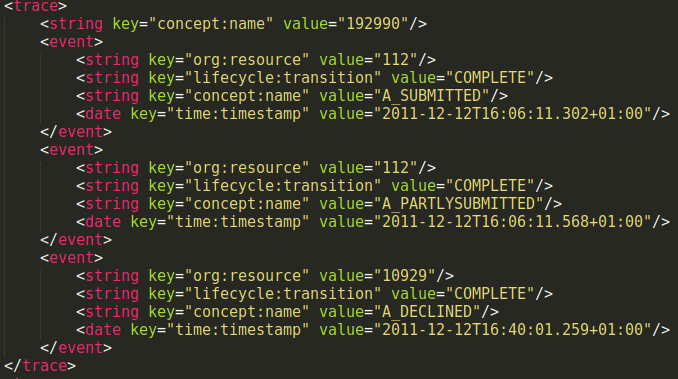 <trace>
    <string key="concept:name" value="192990"/>
    <event>
        <string key="org:resource" value="112"/>
        <string key="lifecycle:transition" value="COMPLETE"/>
        <string key="concept:name" value="A_SUBMITTED"/>
        <date key="time:timestamp" value="2011-12-12T16:06:11.302+01:00"/>
    </event>
    <event>
        <string key="org:resource" value="112"/>
        <string key="lifecycle:transition" value="COMPLETE"/>
        <string key="concept:name" value="A_PARTLYSUBMITTED"/>
        <date key="time:timestamp" value="2011-12-12T16:06:11.568+01:00"/>
    </event>
    <event>
        <string key="org:resource" value="10929"/>
        <string key="lifecycle:transition" value="COMPLETE"/>
        <string key="concept:name" value="A_DECLINED"/>
        <date key="time:timestamp" value="2011-12-12T16:40:01.259+01:00"/>
    </event>
</trace>